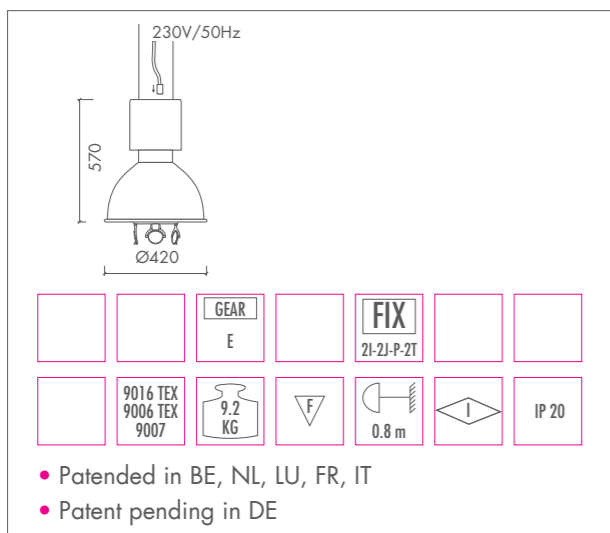 230V/50Hz
570
Ø420
GEAR
E
FIX
2I-2J-P-2T
9016 TEX
9006 TEX
9007
9.2
KG
F
0.8 m
I
IP 20
• Patended in BE, NL, LU, FR, IT
• Patent pending in DE